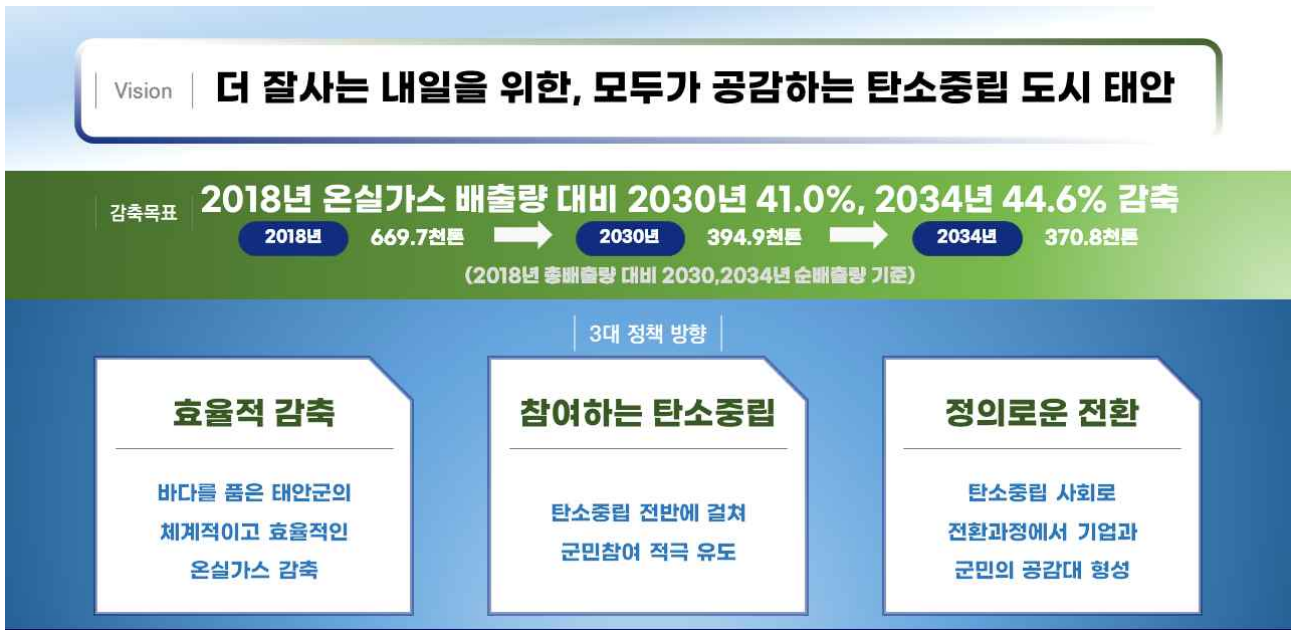 Vision
더 잘사는 내일을 위한, 모두가 공감하는 탄소중립 도시 태안
감축목표
2018년 온실가스 배출량 대비 2030년 41.0%, 2034년 44.6% 감축
2018년 669.7천톤 2030년 394.9천톤 2034년 370.8천톤
(2018년 총배출량 대비 2030,2034년 순배출량 기준)
3대 정책 방향
효율적 감축
바다를 품은 태안군의
체계적이고 효율적인
온실가스 감축
참여하는 탄소중립
탄소중립 전반에 걸쳐
군민참여 적극 유도
정의로운 전환
탄소중립 사회로
전환과정에서 기업과
군민의 공감대 형성